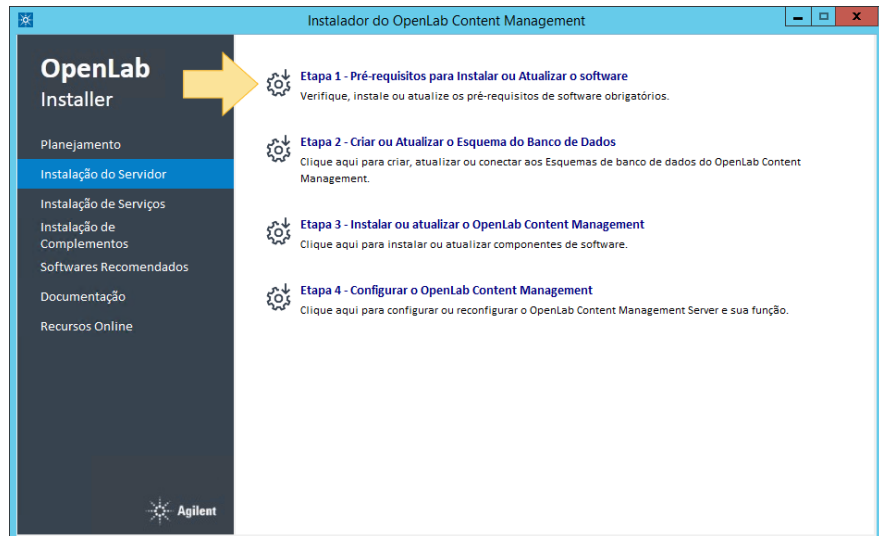 Instalador do OpenLab Content Management
OpenLab
Installer
Planejamento
Instalação do Servidor
Instalação de Serviços
Instalação de
Complementos
Softwares Recomendados
Documentação
Recursos Online
Agilent
Etapa 1 - Pré-requisitos para Instalar ou Atualizar o software
Verifique, instale ou atualize os pré-requisitos de software obrigatórios.
Etapa 2 - Criar ou Atualizar o Esquema do Banco de Dados
Clique aqui para criar, atualizar ou conectar aos Esquemas de banco de dados do OpenLab Content
Management.
Etapa 3 - Instalar ou atualizar o OpenLab Content Management
Clique aqui para instalar ou atualizar componentes de software.
Etapa 4 - Configurar o OpenLab Content Management
Clique aqui para configurar ou reconfigurar o OpenLab Content Management Server e sua função.